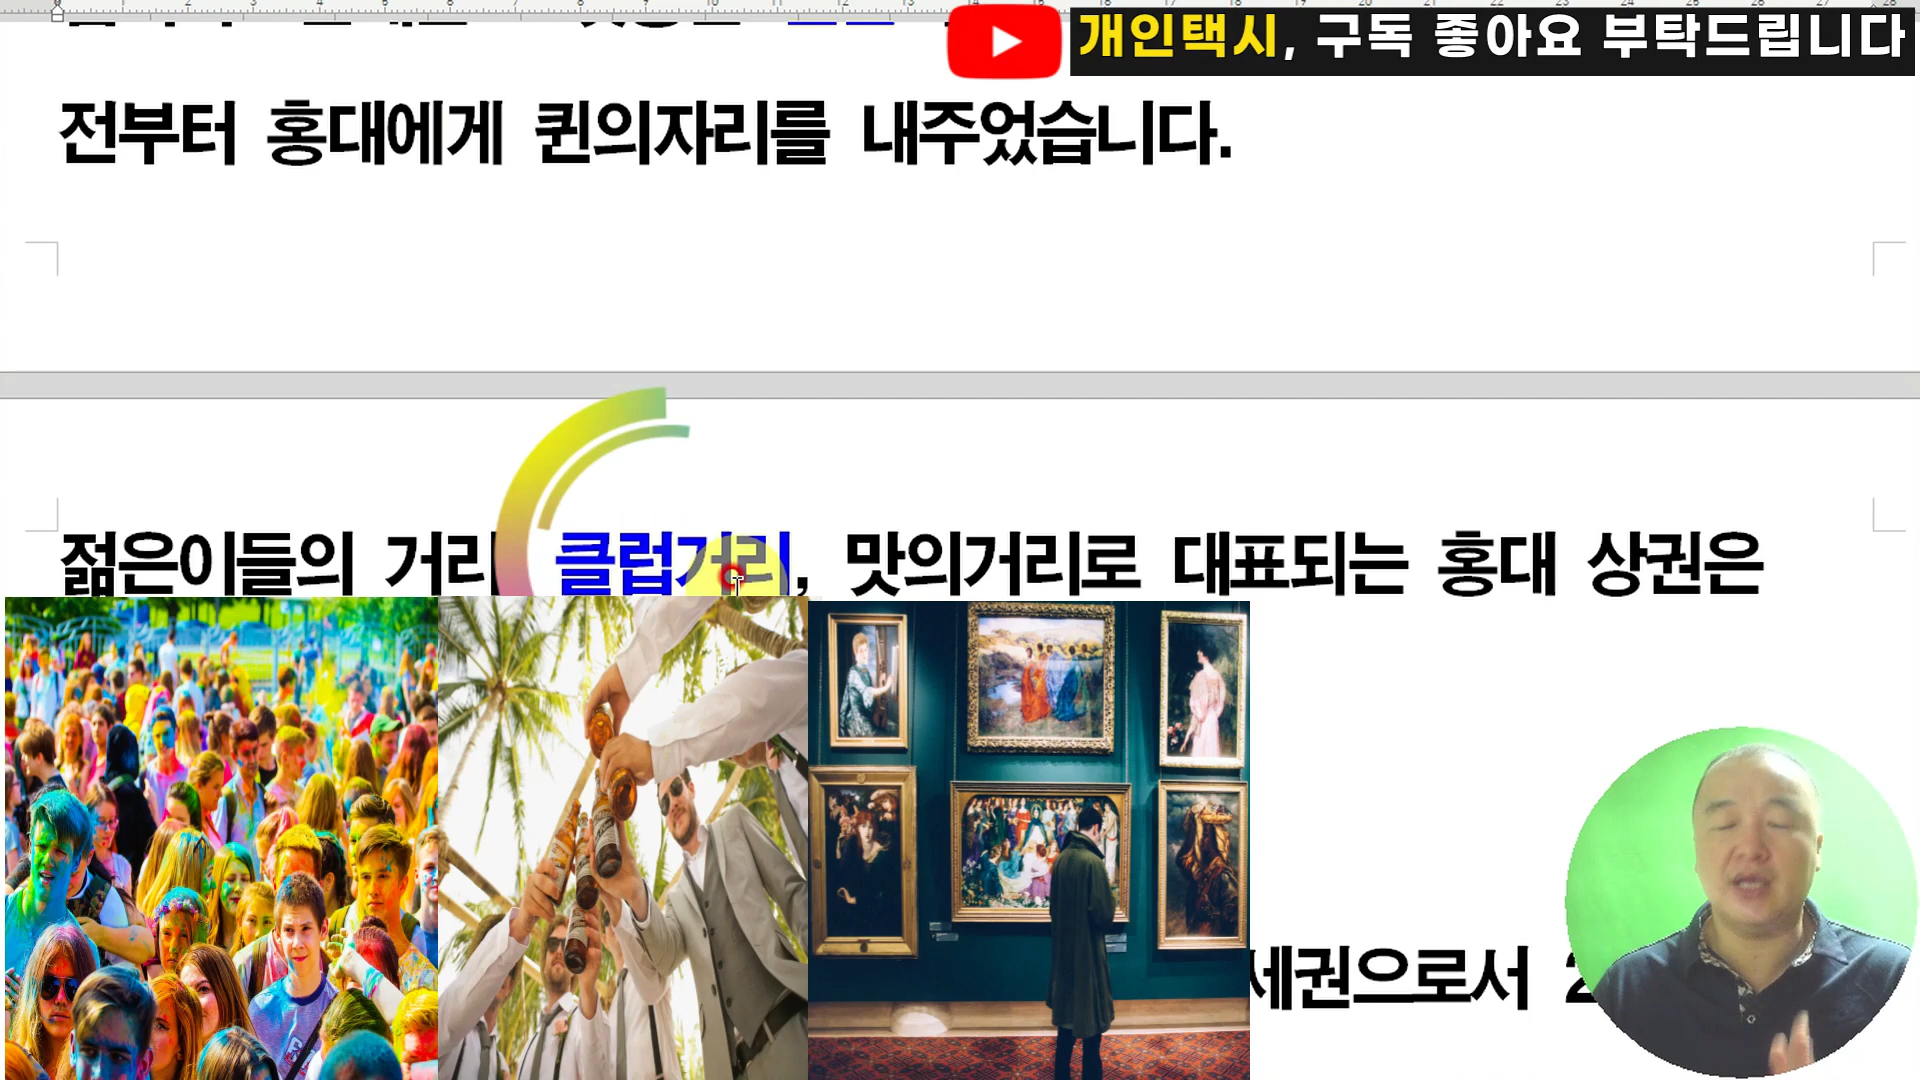 개인택시, 구독 좋아요 부탁드립니다
전부터 홍대에게 퀸의자리를 내주었습니다.
젊은이들의 거리 클럽거리, 맛의거리로 대표되는 홍대 상권은
세권으로서